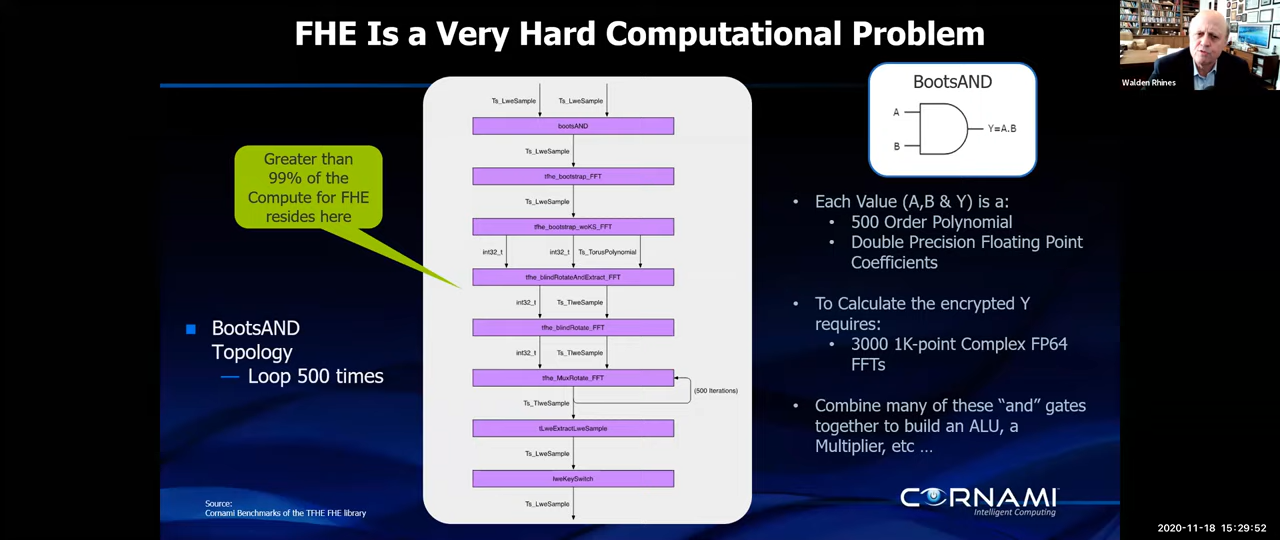 FHE Is a Very Hard Computational Problem
Walden Rhines
Greater than
99% of the
Compute for FHE
resides here
BootsAND
Topology
Loop 500 times
Source:
Cornami Benchmarks of the TFHE FHE library
Ts_LweSample Ts_LweSample
bootsAND
Ts_LweSample
tfhe_bootstrap_FFT
Ts_LweSample
tfhe_bootstrap_woKS_FFT
int32_t int32_t Ts_TorusPolynomial
tfhe_blindRotateAndExtract_FFT
int32_t Ts_TlweSample
tfhe_blindRotate_FFT
int32_t Ts_TlweSample
tfhe_MuxRotate_FFT
(500 Iterations)
Ts_TlweSample
tLweExtractLweSample
Ts_LweSample
lweKeySwitch
Ts_LweSample
BootsAND
A
Y=A.B
B
Each Value (A,B & Y) is a:
500 Order Polynomial
Double Precision Floating Point
Coefficients
To Calculate the encrypted Y
requires:
3000 1K-point Complex FP64
FFTs
Combine many of these “and” gates
together to build an ALU, a
Multiplier, etc ...
CORNAMI
Intelligent Computing
2020-11-18 15:29:52